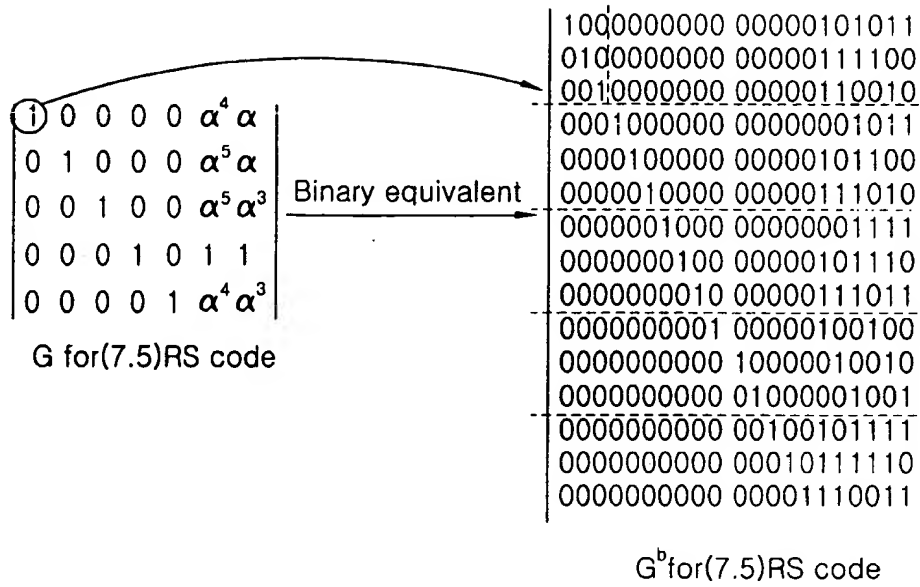 1 0 0 0 0 α⁴ α
0 1 0 0 0 α⁵ α
0 0 1 0 0 α⁵ α³
0 0 0 1 0 1 1
0 0 0 0 1 α⁴ α³
G for(7.5)RS code
Binary equivalent
1000000000 00000101011
0100000000 00000111100
0010000000 00000110010
0001000000 00000001011
0000100000 00000101100
0000010000 00000111010
0000001000 00000001111
0000000100 00000101110
0000000010 00000111011
0000000001 00000100100
0000000000 10000010010
0000000000 01000001001
0000000000 00100101111
0000000000 00010111110
0000000000 00001110011
Gᵇfor(7.5)RS code